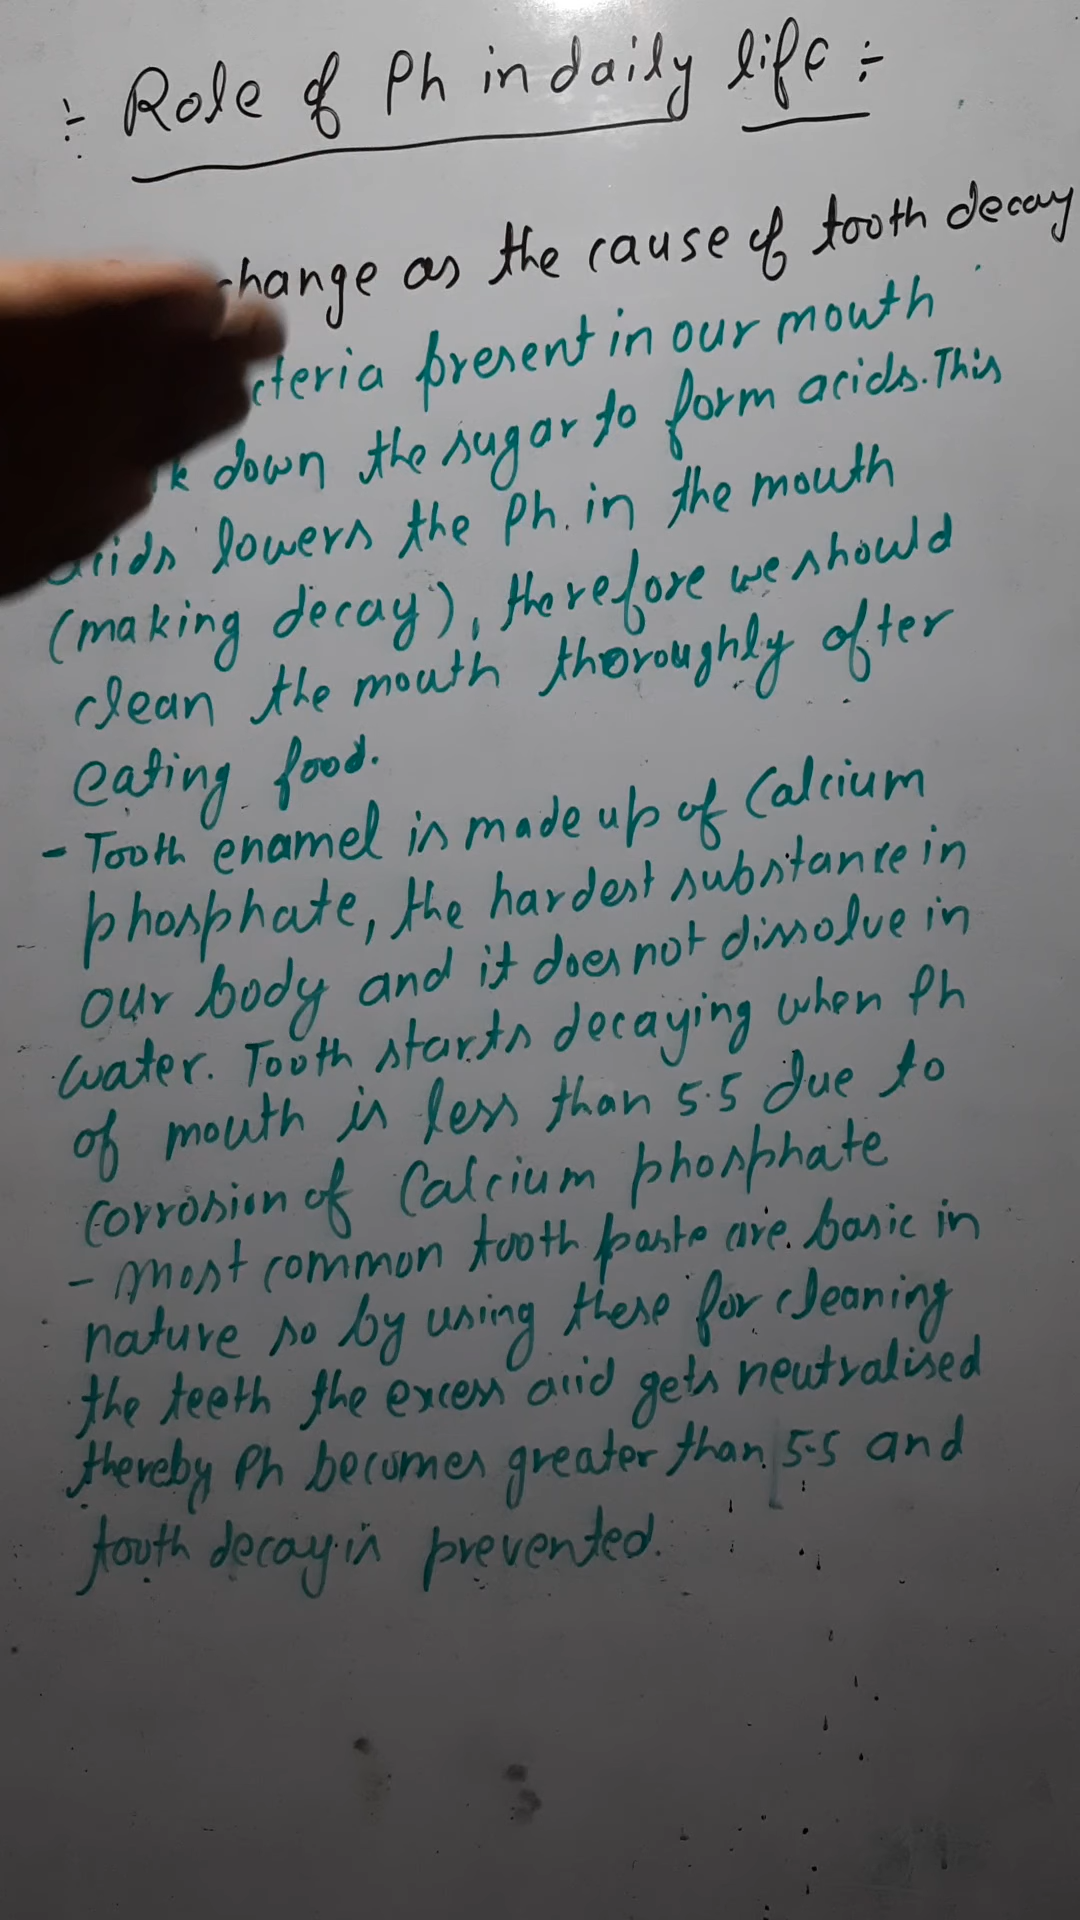 :- Role of Ph in daily life :-
change as the cause of tooth decay
cteria present in our mouth
k down the sugar to form acids. This
acids lowers the Ph. in the mouth
(making decay), therefore we should
clean the mouth thoroughly after
eating food.
- Tooth enamel is made up of Calcium
phosphate, the hardest substance in
our body and it does not dissolve in
water. Tooth starts decaying when Ph
of mouth is less than 5.5 due to
corrosion of Calcium phosphate
- most common tooth paste are basic in
nature so by using these for cleaning
the teeth the excess acid gets neutralised
thereby Ph becomes greater than 5.5 and
tooth decay is prevented.